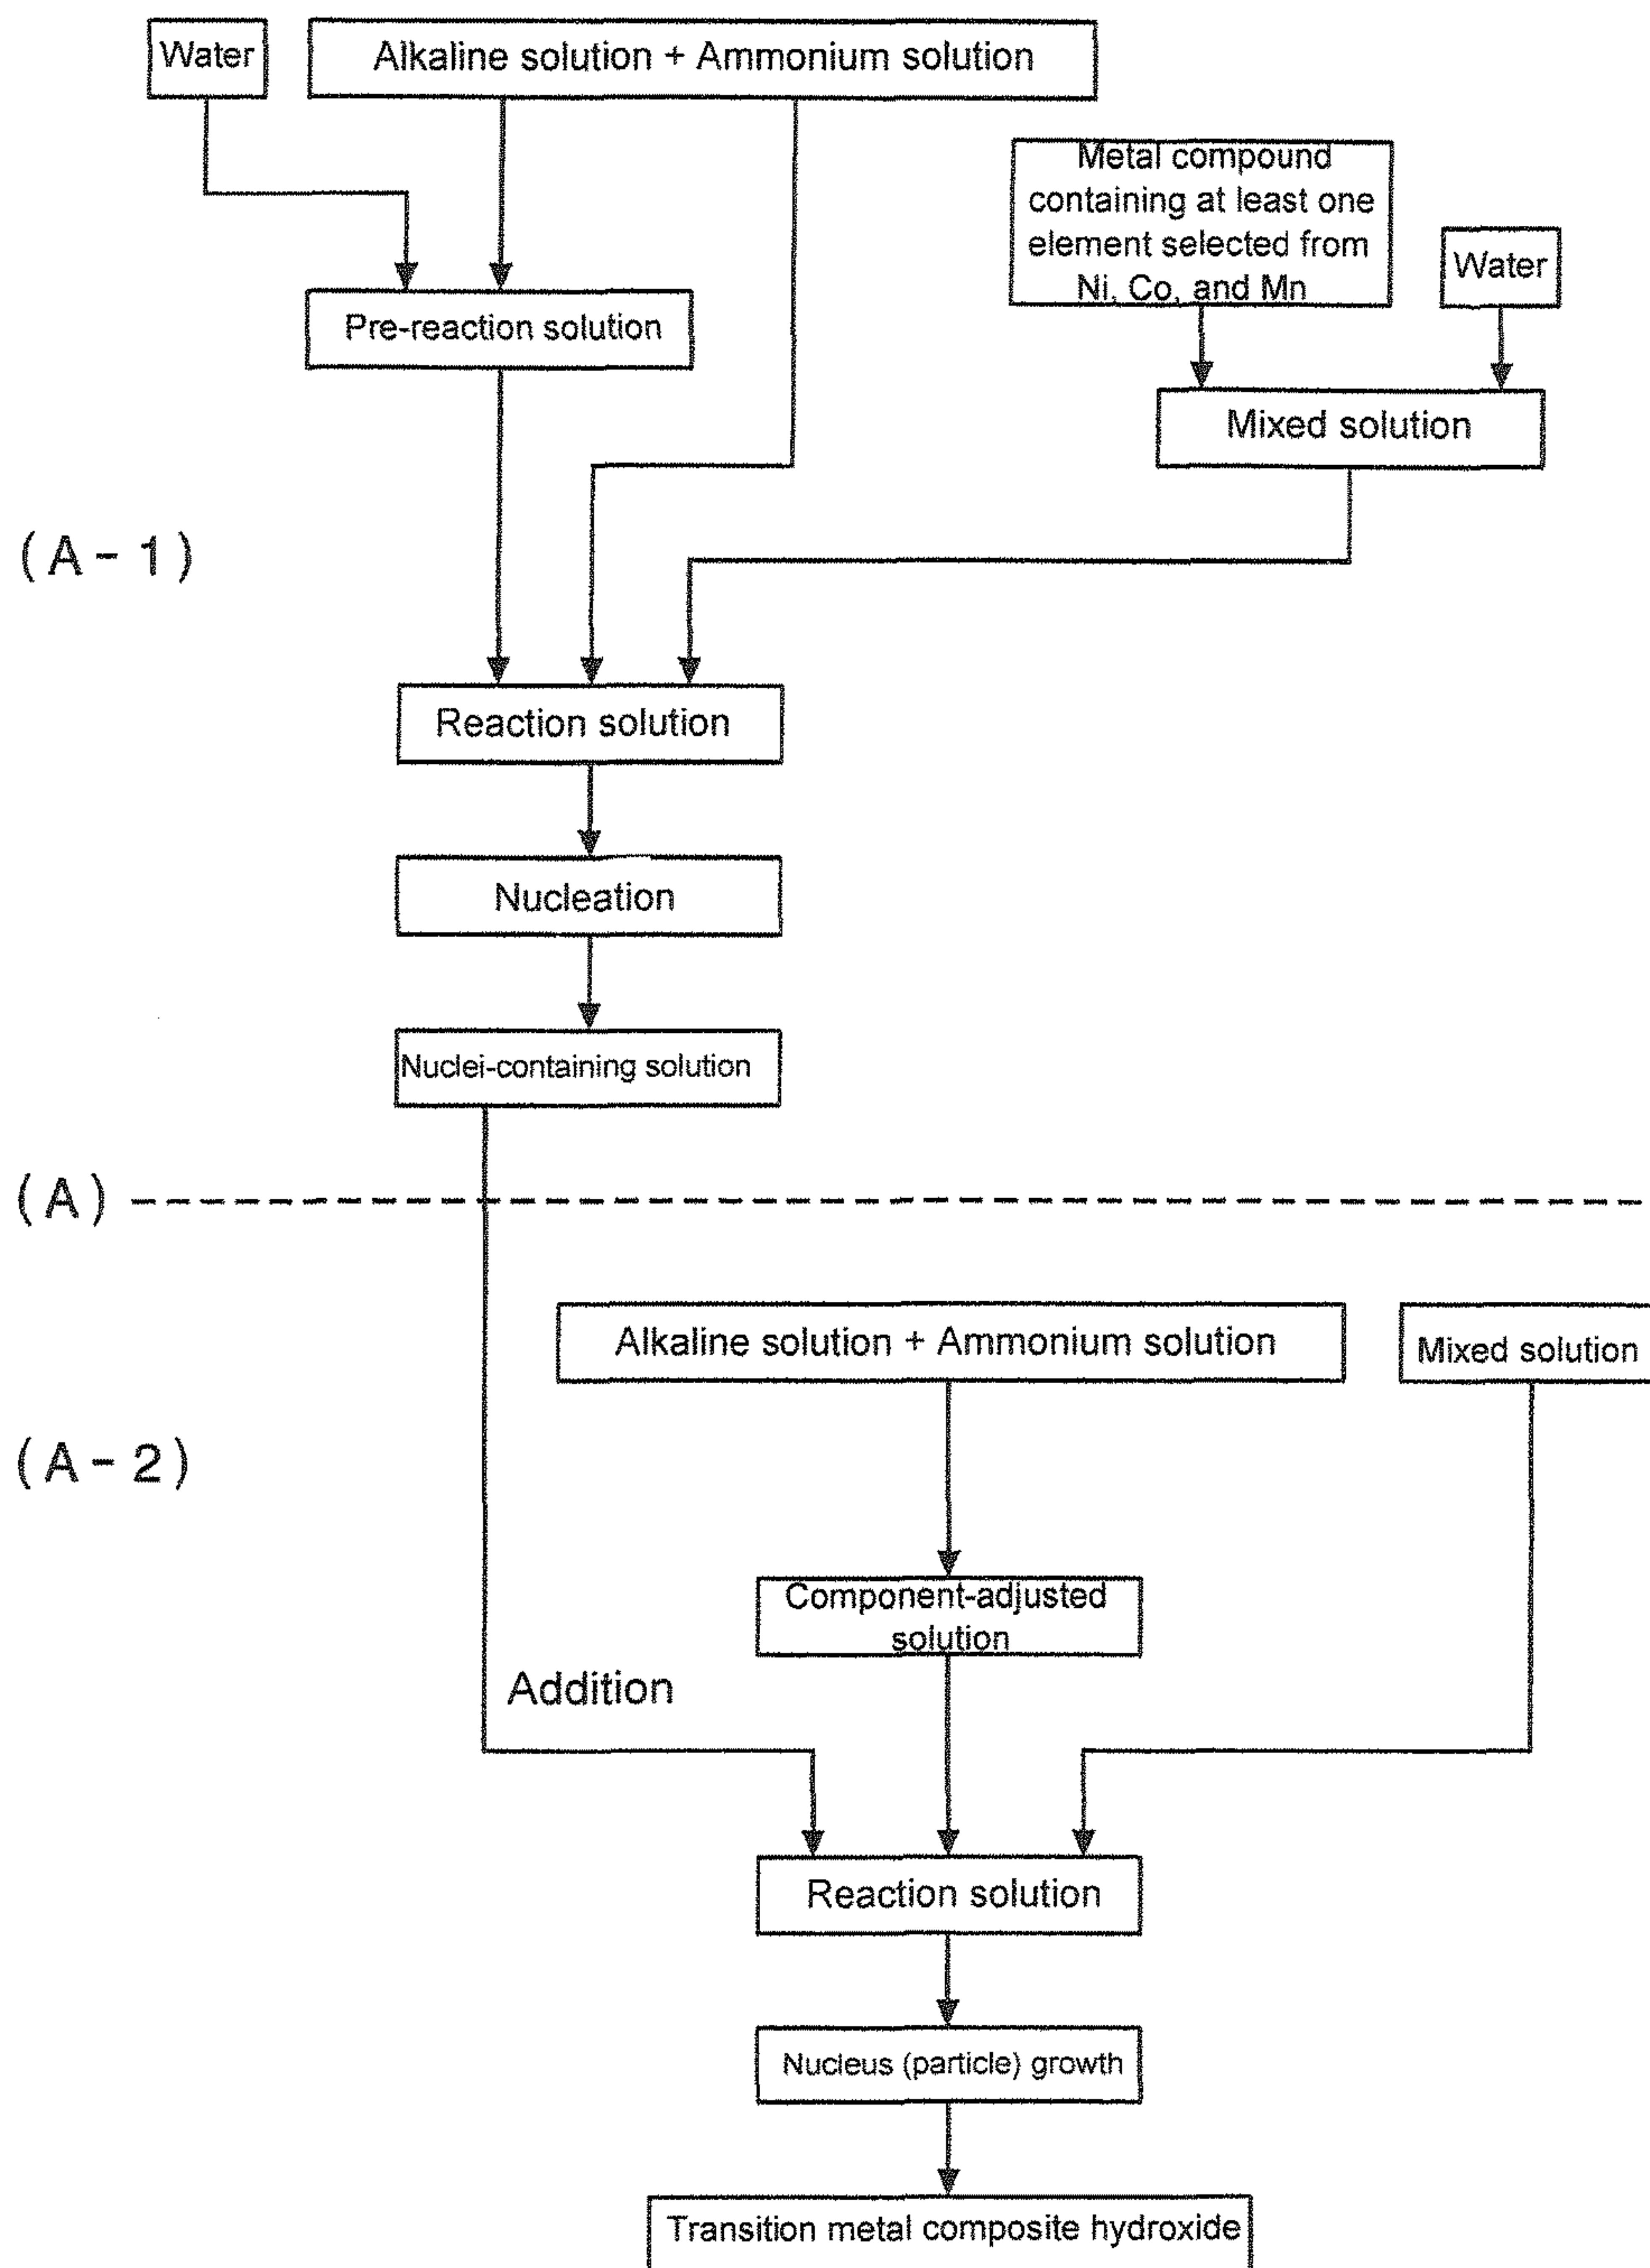 Water
Alkaline solution + Ammonium solution
Metal compound
containing at least one
element selected from
Ni, Co, and Mn
Water
Pre-reaction solution
Mixed solution
(A-1)
Reaction solution
Nucleation
Nuclei-containing solution
(A)
Alkaline solution + Ammonium solution
Mixed solution
(A-2)
Component-adjusted
solution
Addition
Reaction solution
Nucleus (particle) growth
Transition metal composite hydroxide